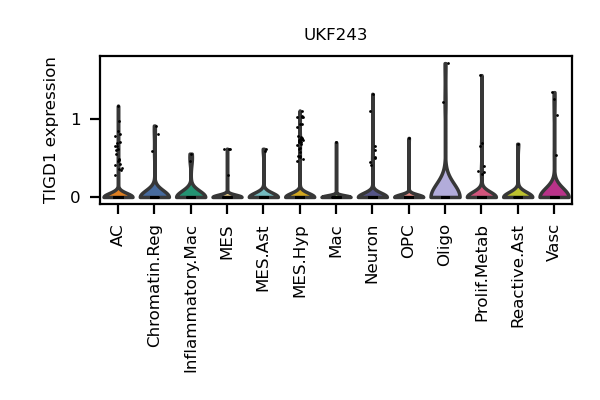 UKF243
TIGD1 expression
1
0
AC
Chromatin.Reg
Inflammatory.Mac
MES
MES.Ast
MES.Hyp
Mac
Neuron
OPC
Oligo
Prolif.Metab
Reactive.Ast
Vasc